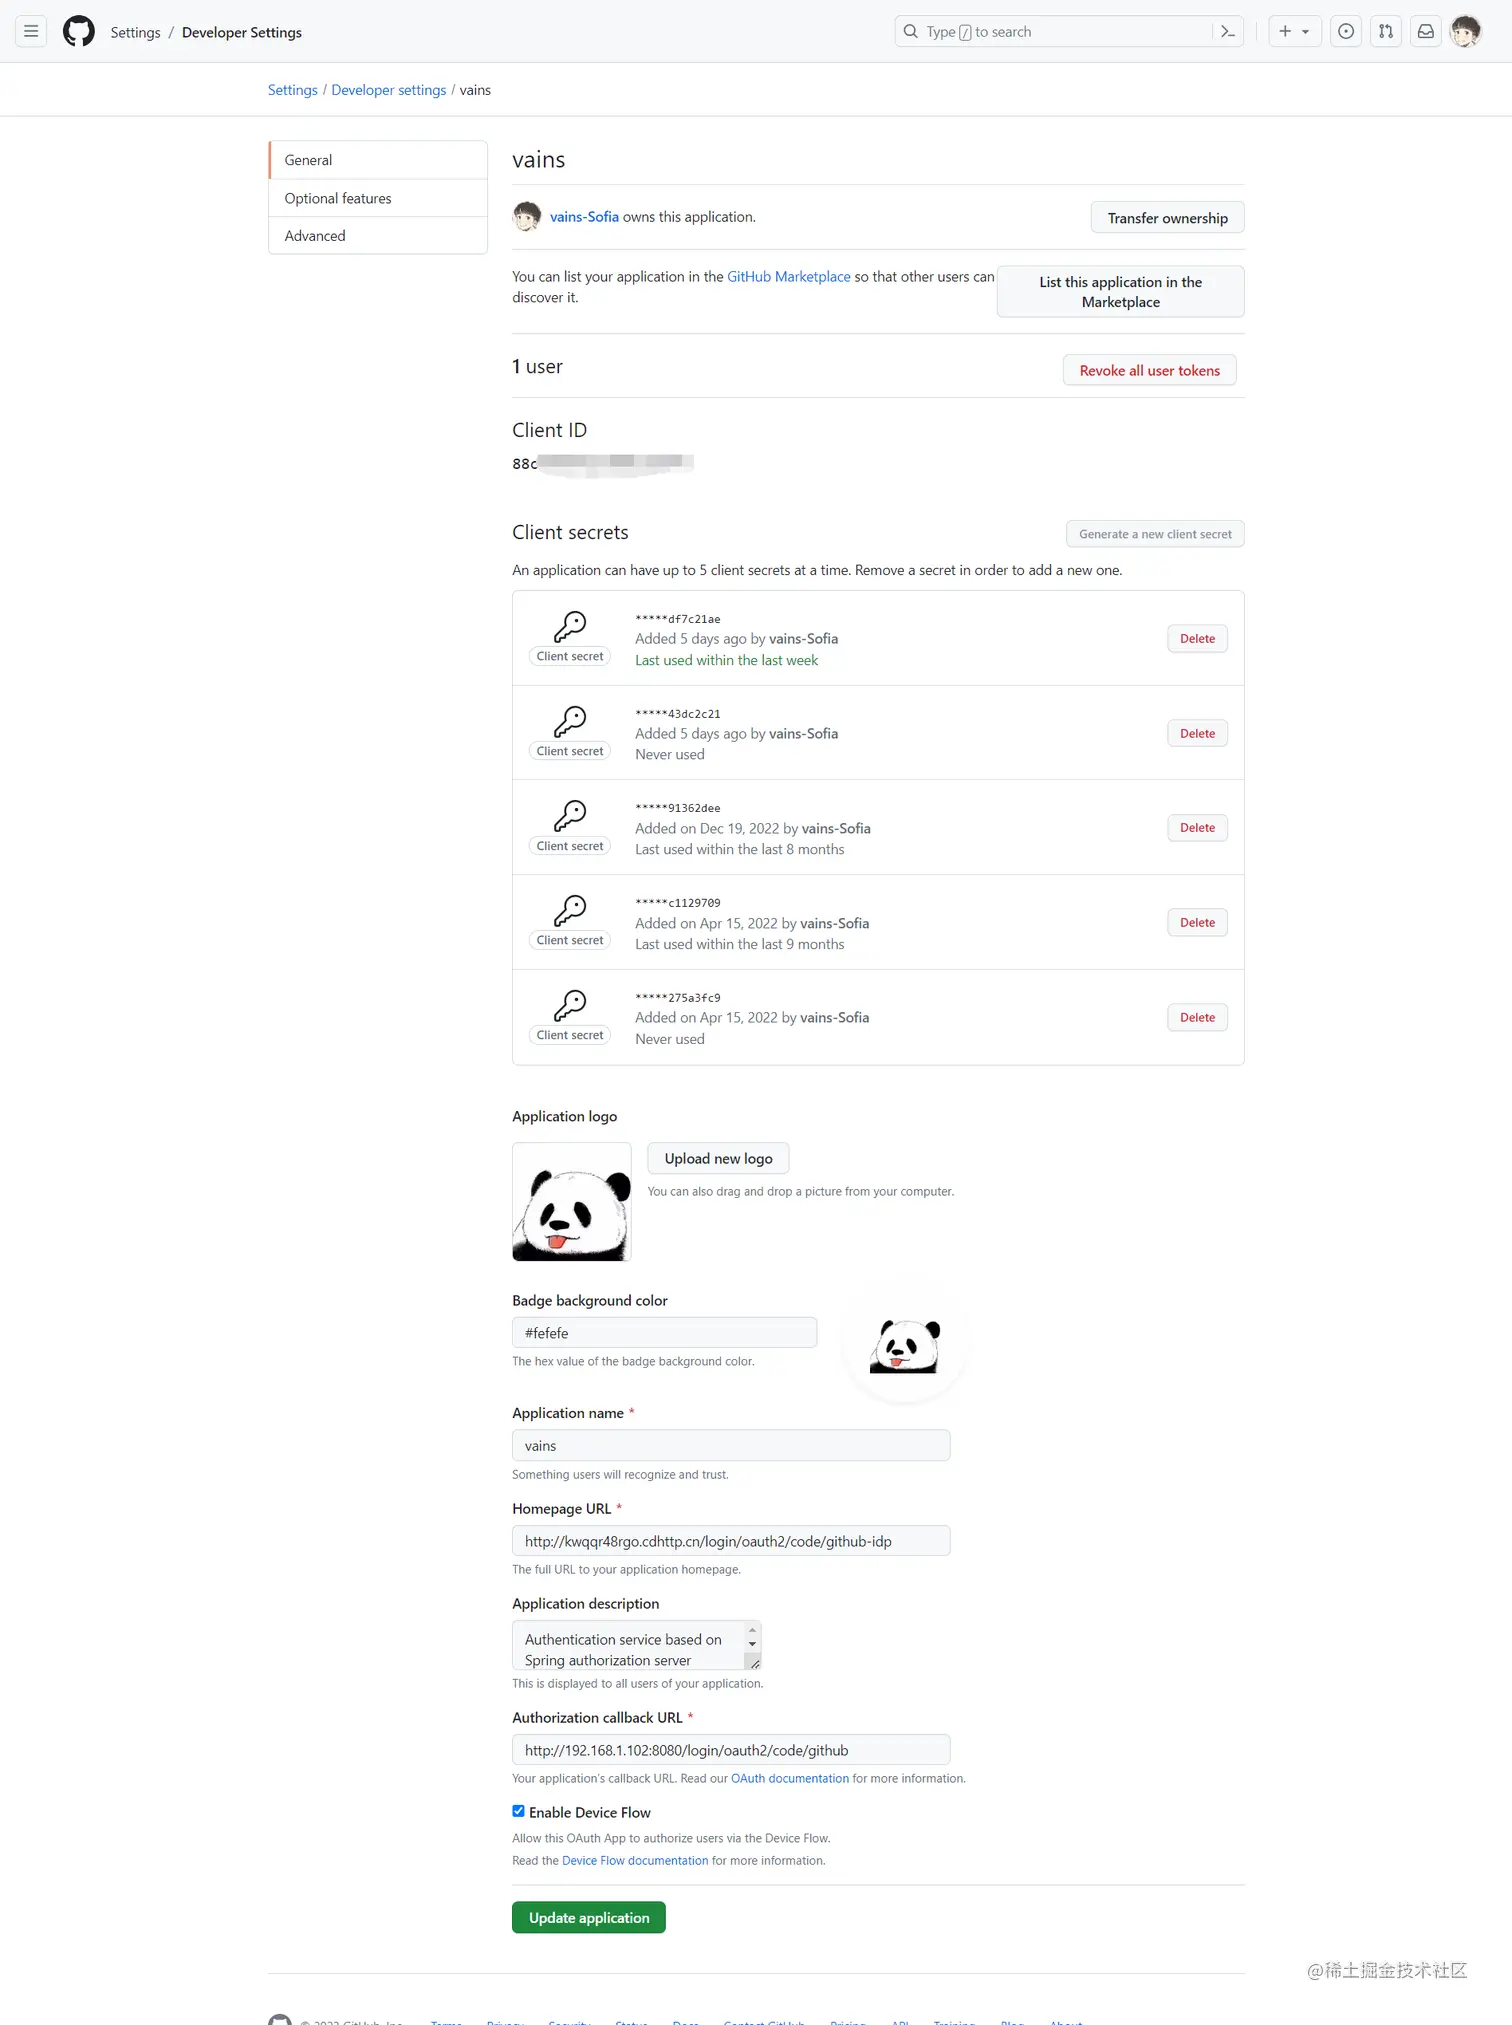 Settings / Developer Settings
Type / to search
Settings / Developer settings / vains
General
Optional features
Advanced
vains
vains-Sofia owns this application.
Transfer ownership
You can list your application in the GitHub Marketplace so that other users can
discover it.
List this application in the
Marketplace
1 user
Revoke all user tokens
Client ID
88c
Client secrets
Generate a new client secret
An application can have up to 5 client secrets at a time. Remove a secret in order to add a new one.
*****df7c21ae
Client secret
Added 5 days ago by vains-Sofia
Last used within the last week
Delete
*****43dc2c21
Client secret
Added 5 days ago by vains-Sofia
Never used
Delete
*****91362dee
Client secret
Added on Dec 19, 2022 by vains-Sofia
Last used within the last 8 months
Delete
*****c1129709
Client secret
Added on Apr 15, 2022 by vains-Sofia
Last used within the last 9 months
Delete
*****275a3fc9
Client secret
Added on Apr 15, 2022 by vains-Sofia
Never used
Delete
Application logo
Upload new logo
You can also drag and drop a picture from your computer.
Badge background color
#fefefe
The hex value of the badge background color.
Application name *
vains
Something users will recognize and trust.
Homepage URL *
http://kwqqr48rgo.cdhttp.cn/login/oauth2/code/github-idp
The full URL to your application homepage.
Application description
Authentication service based on
Spring authorization server
This is displayed to all users of your application.
Authorization callback URL *
http://192.168.1.102:8080/login/oauth2/code/github
Your application's callback URL. Read our OAuth documentation for more information.
Enable Device Flow
Allow this OAuth App to authorize users via the Device Flow.
Read the Device Flow documentation for more information.
Update application
@稀土掘金技术社区